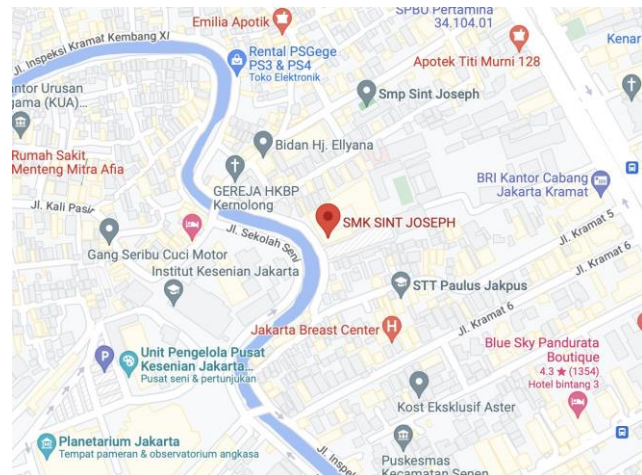 SPBU Pertamina
34.104.01
Emilia Apotik
Jl. Inspeksi Kramat Kembang XI
Rental PSGege
PS3 & PS4
Toko Elektronik
Apotek Titi Murni 128
Kenar
ntor Urusan
gama (KUA)...
Smp Sint Joseph
Rumah Sakit
Menteng Mitra Afia
Bidan Hj. Ellyana
GEREJA HKBP
Kernolong
BRI Kantor Cabang
Jakarta Kramat
Jl. Kali Pasir
SMK SINT JOSEPH
Jl. Sekolah Seni
Gang Seribu Cuci Motor
Institut Kesenian Jakarta
Jl. Kramat 5
STT Paulus Jakpus
Jl. Kramat 6
Jl. Kramat 6
Jakarta Breast Center
H
Blue Sky Pandurata
Boutique
4.3 ★ (1354)
Hotel bintang 3
P
Unit Pengelola Pusat
Kesenian Jakarta...
Pusat seni & pertunjukan
Kost Eksklusif Aster
Planetarium Jakarta
Tempat pameran & observatorium angkasa
Puskesmas
Kecamatan Senen
Jl. Inspe